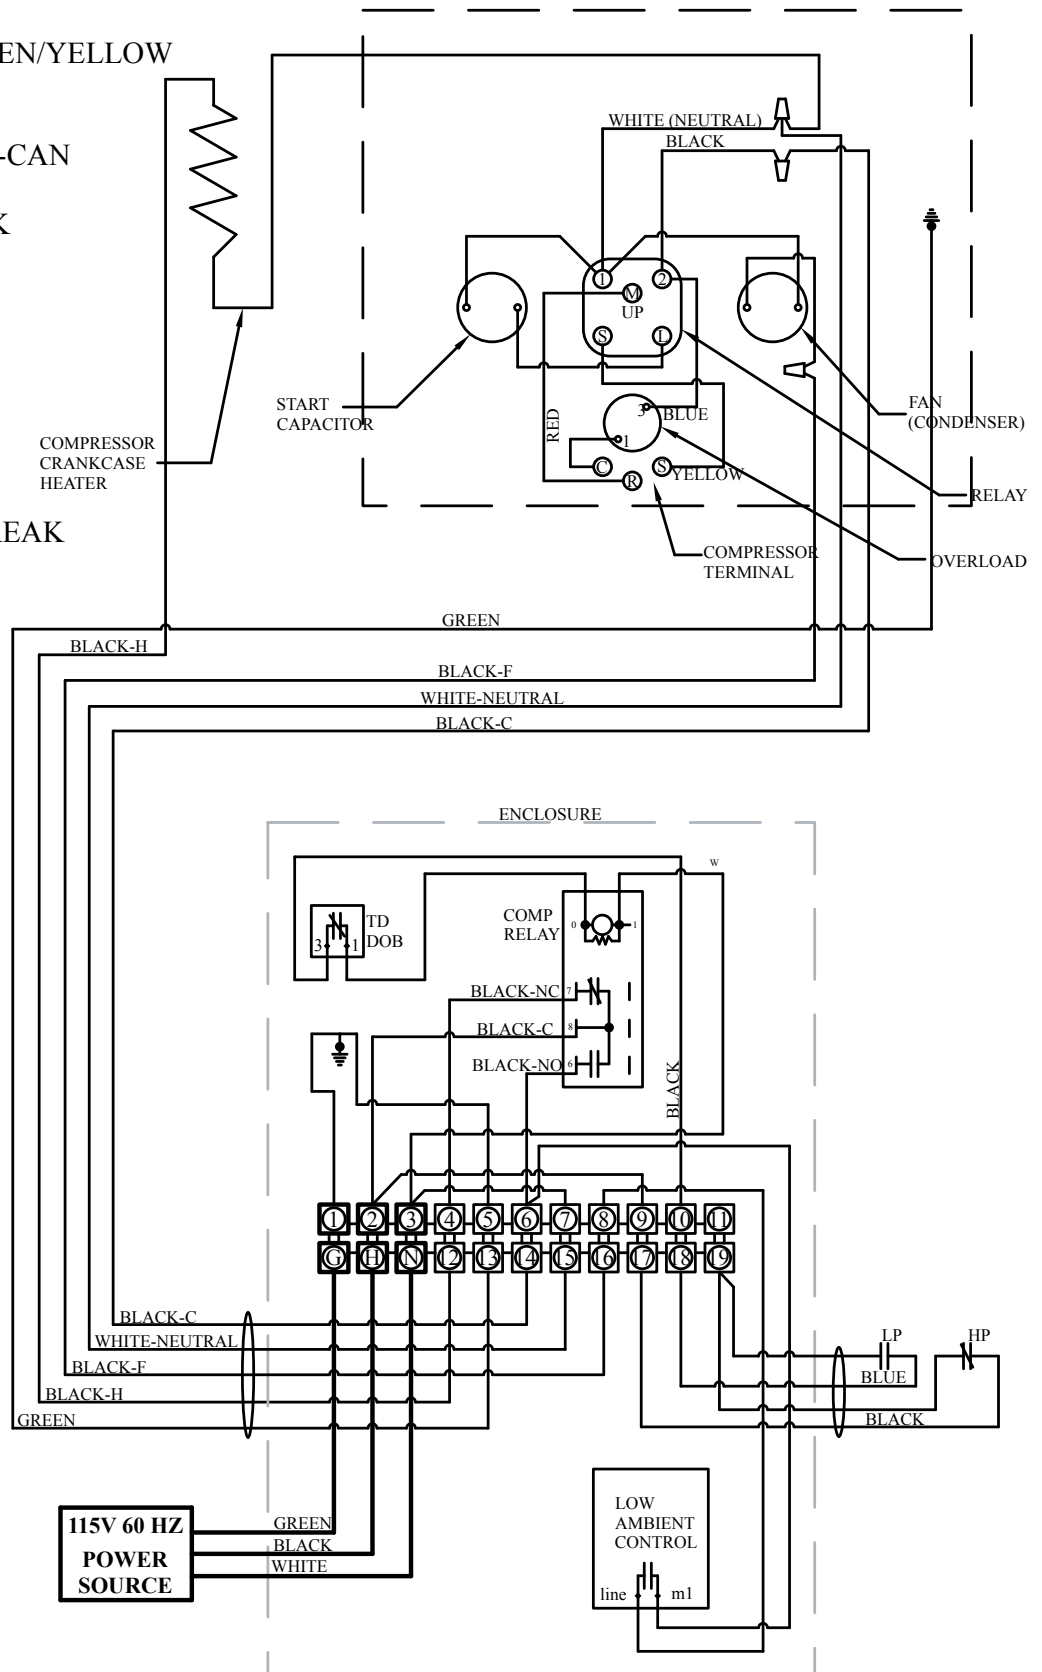 EN/YELLOW
-CAN
K
EAK
WHITE (NEUTRAL)
BLACK
1
2
M
UP
S
L
START
CAPACITOR
RED
3
BLUE
1
C
S
YELLOW
R
FAN
(CONDENSER)
COMPRESSOR
CRANKCASE
HEATER
RELAY
COMPRESSOR
TERMINAL
OVERLOAD
GREEN
BLACK-H
BLACK-F
WHITE-NEUTRAL
BLACK-C
ENCLOSURE
W
TD
DOB
3 1
COMP
RELAY
0 1
BLACK-NC 7
BLACK-C 8
BLACK-NO 6
BLACK
1 2 3 4 5 6 7 8 9 10 11
G H N 12 13 14 15 16 17 18 19
BLACK-C
WHITE-NEUTRAL
BLACK-F
BLACK-H
GREEN
LP
HP
BLUE
BLACK
115V 60 HZ
POWER
SOURCE
GREEN
BLACK
WHITE
LOW
AMBIENT
CONTROL
line m1